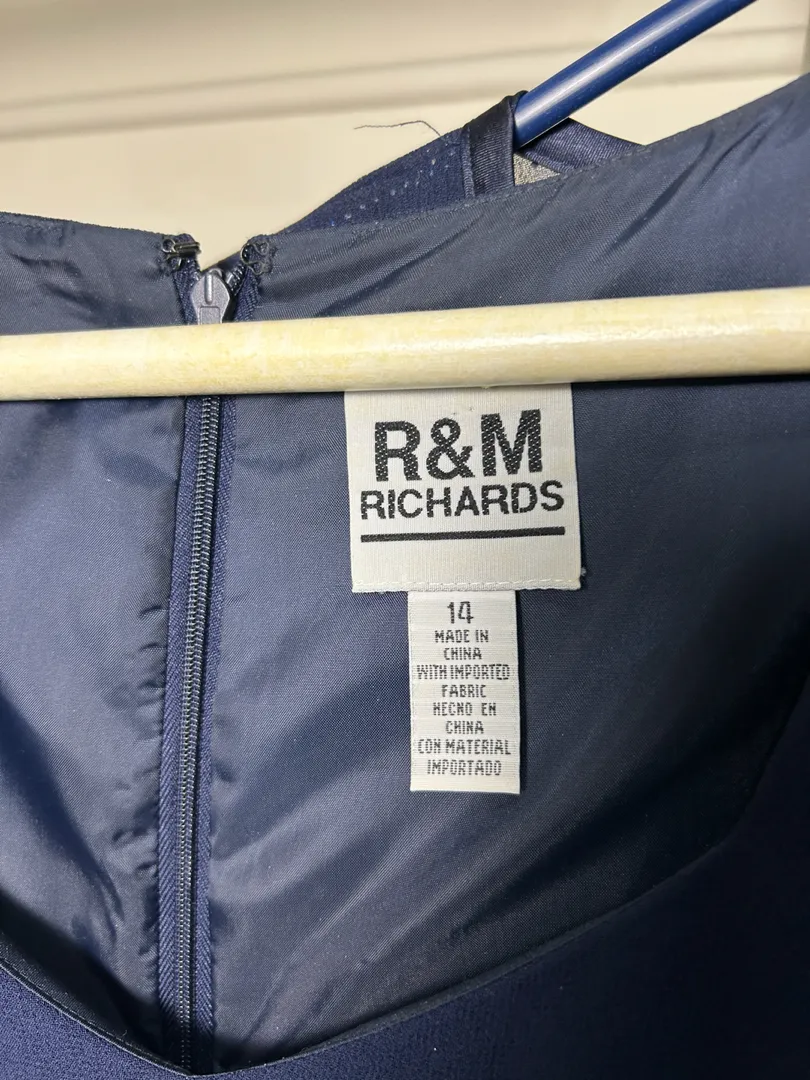 R&M
RICHARDS
14
MADE IN
CHINA
WITH IMPORTED
FABRIC
HECHO EN
CHINA
CON MATERIAL
IMPORTADO